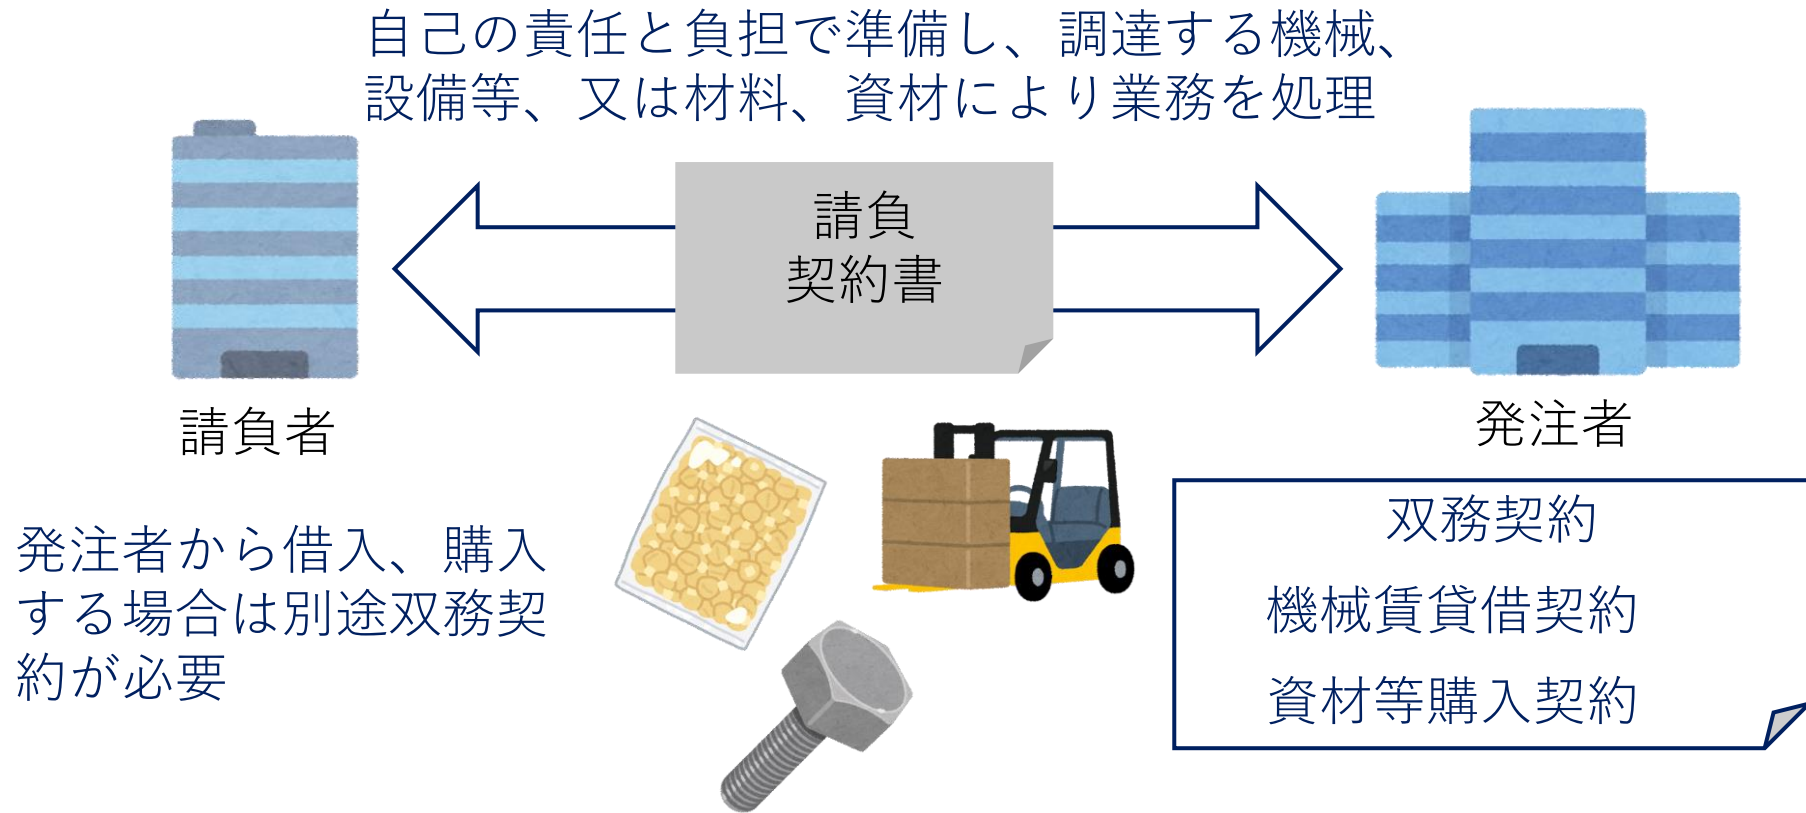 自己の責任と負担で準備し、調達する機械、
設備等、又は材料、資材により業務を処理
請負
契約書
請負者
発注者
発注者から借入、購入
する場合は別途双務契
約が必要
双務契約
機械賃貸借契約
資材等購入契約